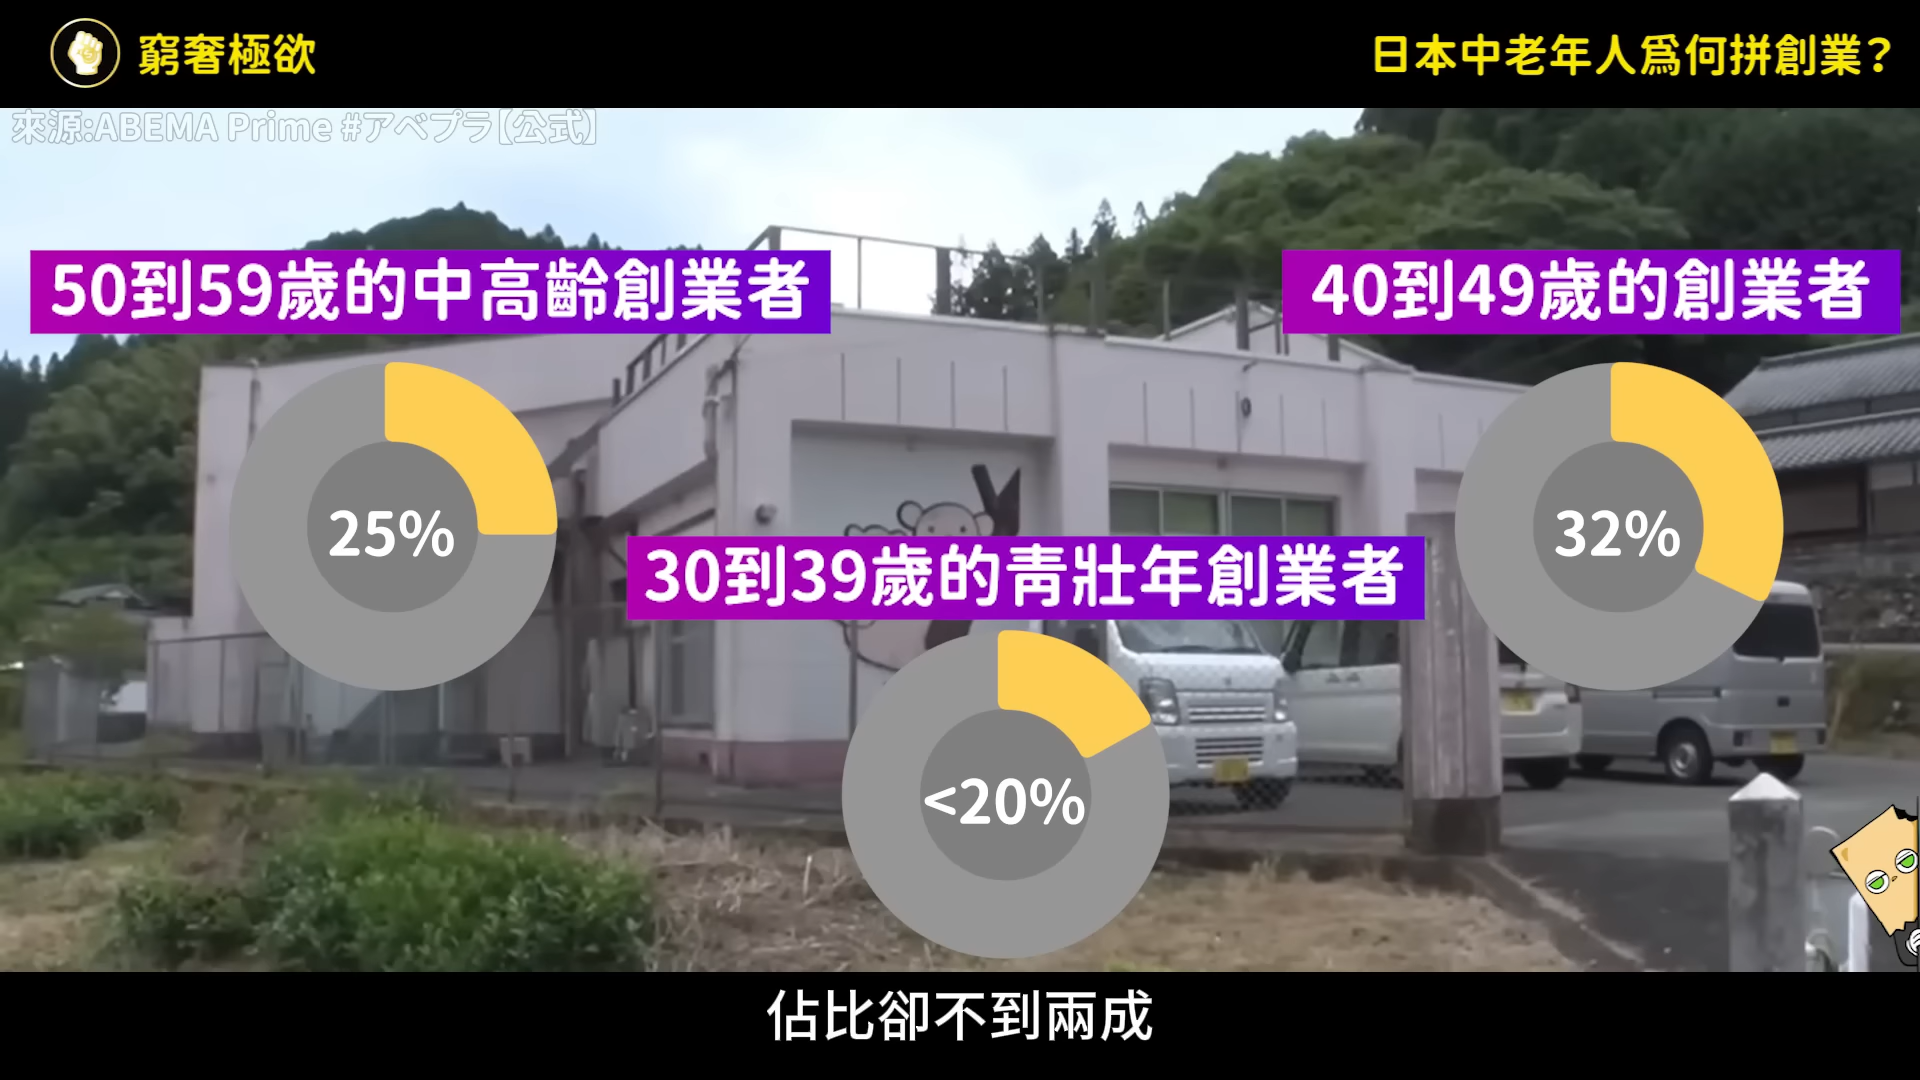 窮奢極欲
日本中老年人爲何拼創業？
來源:ABEMA Prime #アベプラ【公式】
50到59歲的中高齡創業者
40到49歲的創業者
25%
32%
30到39歲的青壯年創業者
<20%
佔比卻不到兩成